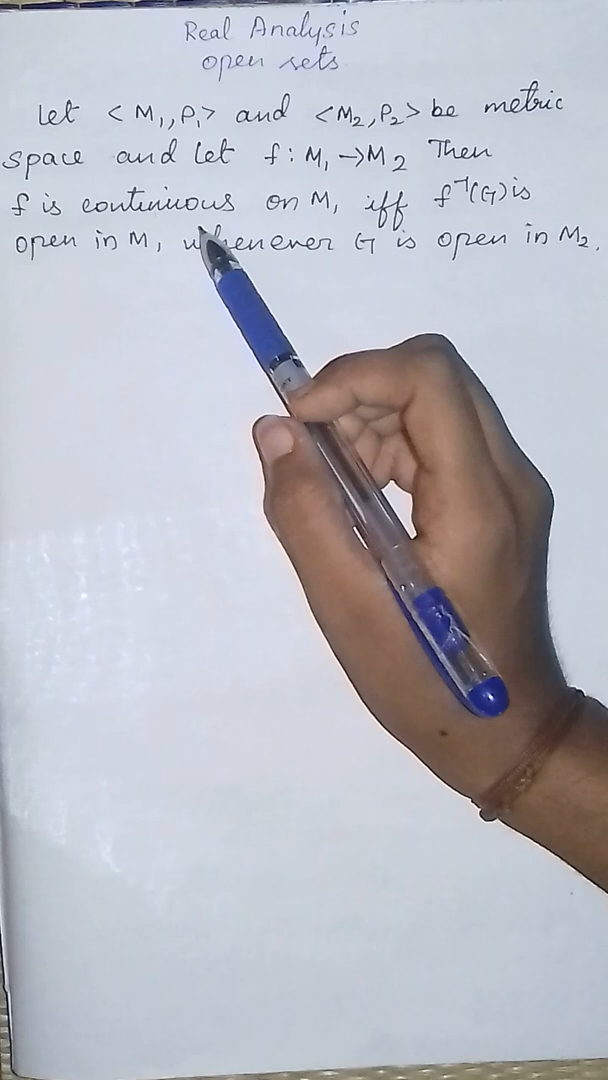 Real Analysis
open sets
Let <M₁,P₁> and <M₂,P₂> be metric
space and Let f: M₁ → M₂ Then
f is continuous on M₁ iff f⁻¹(G) is
open in M₁ whenever G is open in M₂.